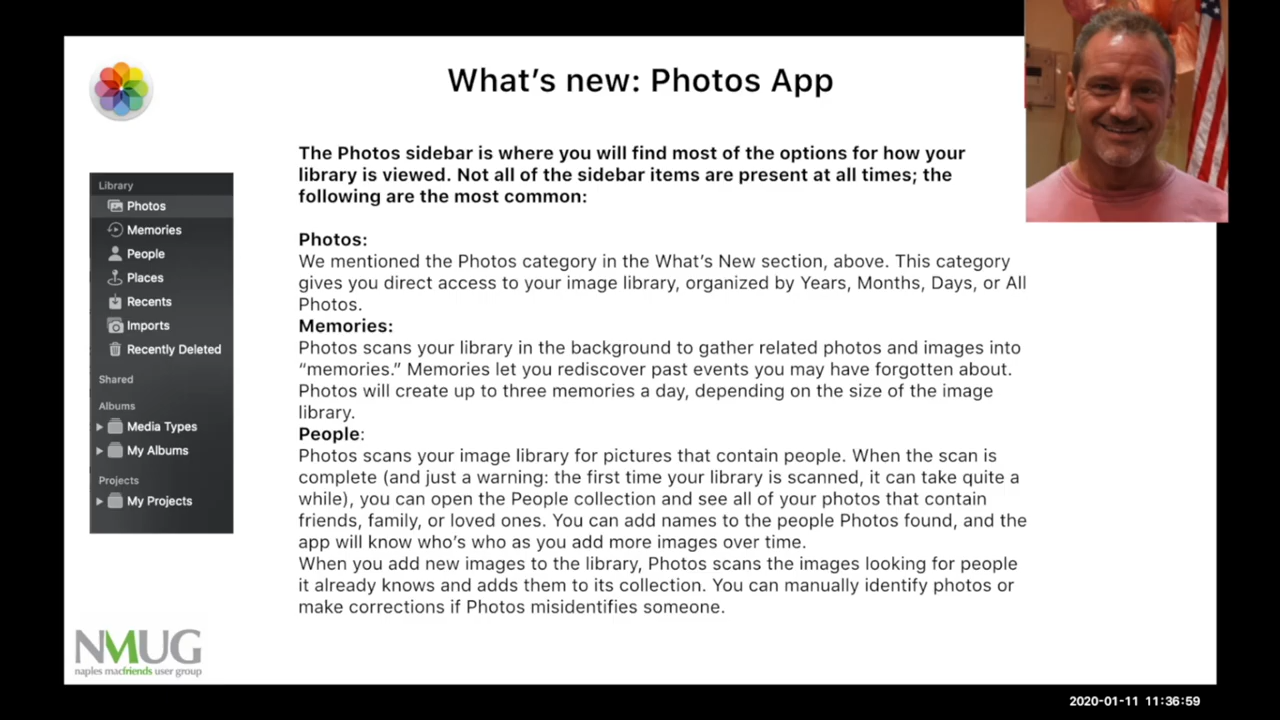 What's new: Photos App
Library
Photos
Memories
People
Places
Recents
Imports
Recently Deleted
Shared
Albums
Media Types
My Albums
Projects
My Projects
The Photos sidebar is where you will find most of the options for how your
library is viewed. Not all of the sidebar items are present at all times; the
following are the most common:
Photos:
We mentioned the Photos category in the What's New section, above. This category
gives you direct access to your image library, organized by Years, Months, Days, or All
Photos.
Memories:
Photos scans your library in the background to gather related photos and images into
“memories.” Memories let you rediscover past events you may have forgotten about.
Photos will create up to three memories a day, depending on the size of the image
library.
People:
Photos scans your image library for pictures that contain people. When the scan is
complete (and just a warning: the first time your library is scanned, it can take quite a
while), you can open the People collection and see all of your photos that contain
friends, family, or loved ones. You can add names to the people Photos found, and the
app will know who's who as you add more images over time.
When you add new images to the library, Photos scans the images looking for people
it already knows and adds them to its collection. You can manually identify photos or
make corrections if Photos misidentifies someone.
NMUG
naples macfriends user group
2020-01-11 11:36:59